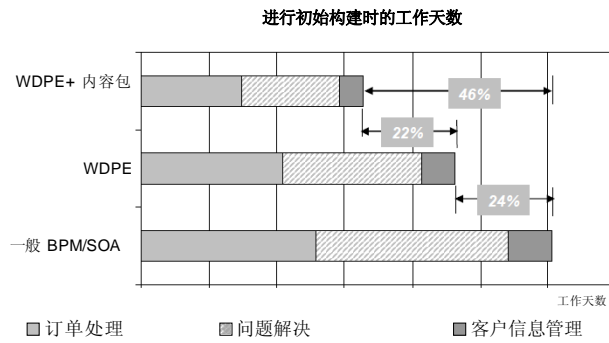 进行初始构建时的工作天数
WDPE+ 内容包
46%
22%
WDPE
24%
一般 BPM/SOA
工作天数
订单处理
问题解决
客户信息管理